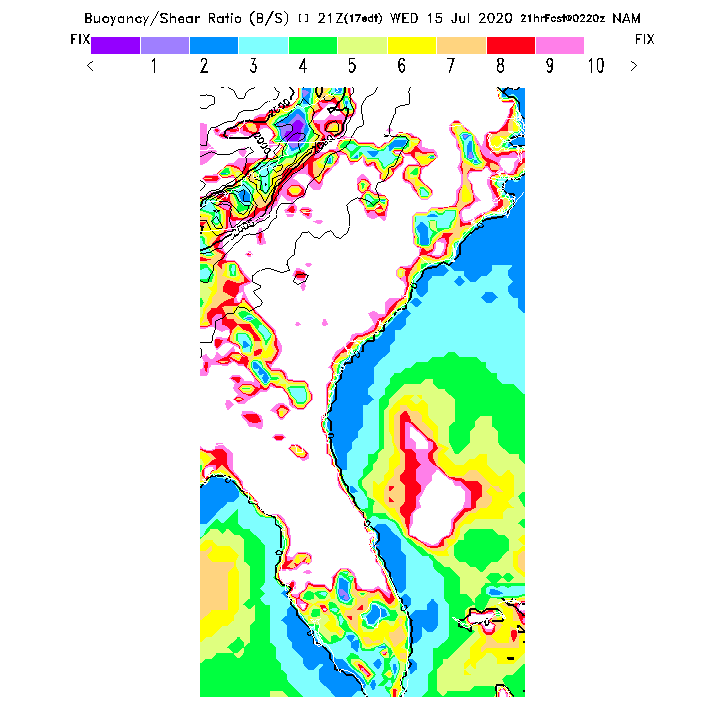 Buoyancy/Shear Ratio (B/S) [] 21Z(17edt) WED 15 Jul 2020 21hrFcst@0220z NAM
FIX FIX
< 1 2 3 4 5 6 7 8 9 10 >